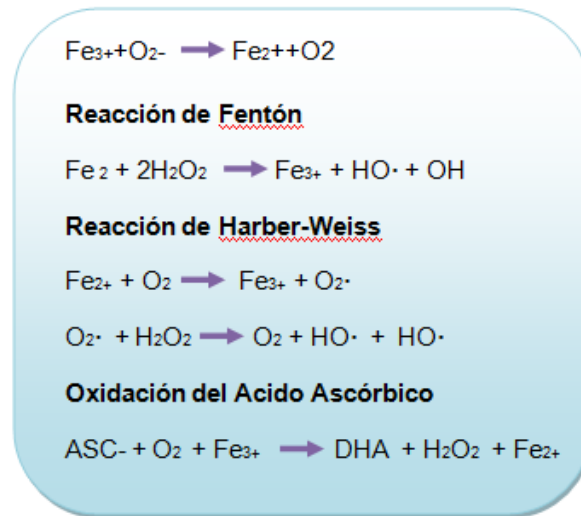 Fe₃₊+O₂- → Fe₂++O2
Reacción de Fentón
Fe ₂ + 2H₂O₂ → Fe₃₊ + HO· + OH
Reacción de Harber-Weiss
Fe₂₊ + O₂ → Fe₃₊ + O₂·
O₂· + H₂O₂ → O₂ + HO· + HO·
Oxidación del Acido Ascórbico
ASC- + O₂ + Fe₃₊ → DHA + H₂O₂ + Fe₂₊